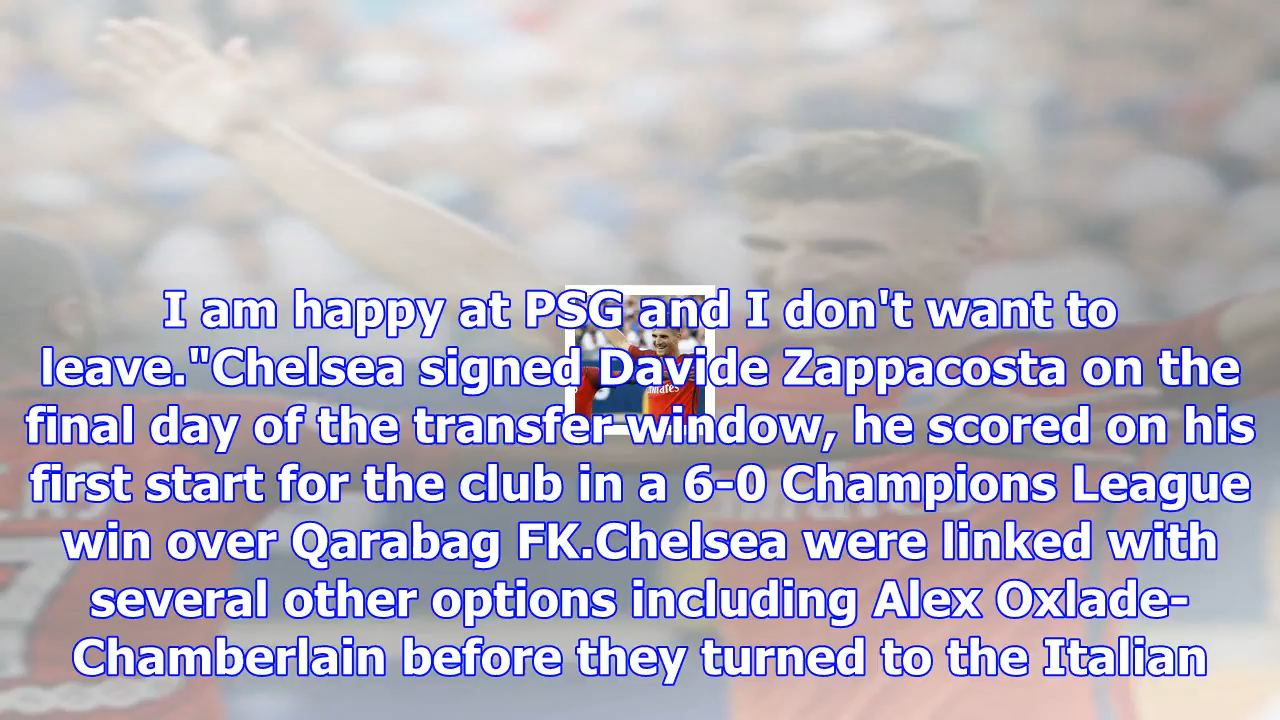 I am happy at PSG and I don't want to
leave."Chelsea signed Davide Zappacosta on the
final day of the transfer window, he scored on his
first start for the club in a 6-0 Champions League
win over Qarabag FK.Chelsea were linked with
several other options including Alex Oxlade-
Chamberlain before they turned to the Italian
Emirates